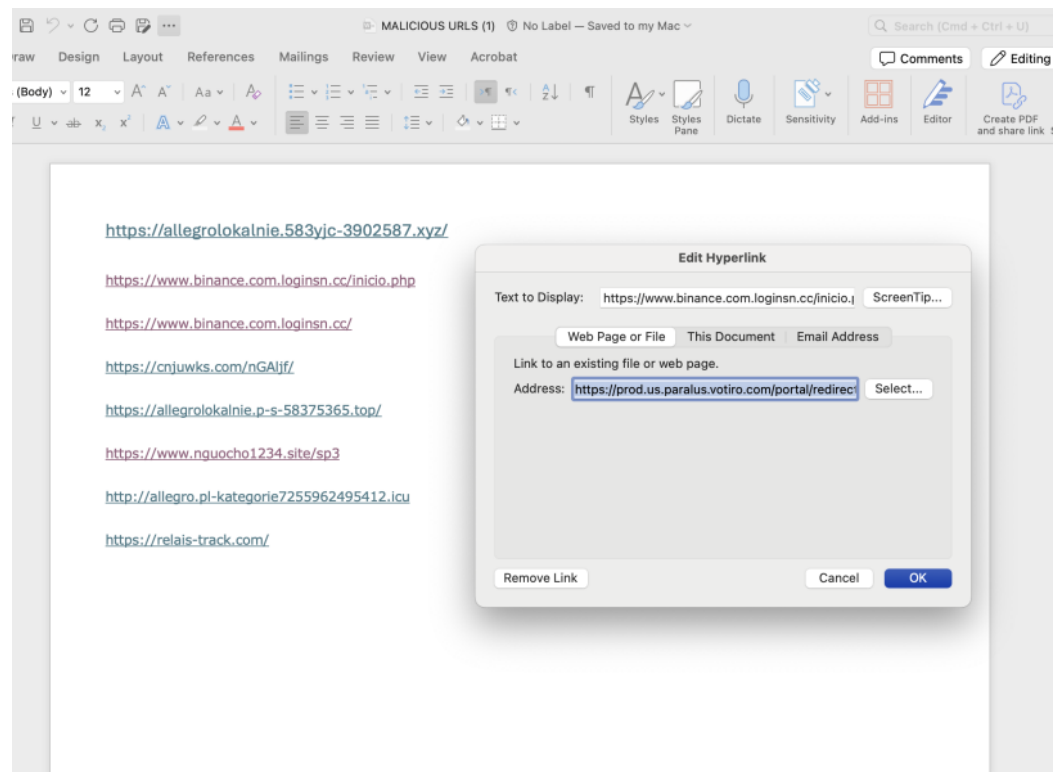 MALICIOUS URLS (1) No Label — Saved to my Mac
Search (Cmd + Ctrl + U)
raw Design Layout References Mailings Review View Acrobat
Comments Editing
(Body) 12 A^ A Aa A
Styles Styles Pane Dictate Sensitivity Add-ins Editor Create PDF and share link
U ab x, x² A A
https://allegrolokalnie.583yjc-3902587.xyz/
https://www.binance.com.loginsn.cc/inicio.php
https://www.binance.com.loginsn.cc/
https://cnjuwks.com/nGAljf/
https://allegrolokalnie.p-s-58375365.top/
https://www.nguocho1234.site/sp3
http://allegro.pl-kategorie7255962495412.icu
https://relais-track.com/
Edit Hyperlink
Text to Display: https://www.binance.com.loginsn.cc/inicio.p ScreenTip...
Web Page or File This Document Email Address
Link to an existing file or web page.
Address: https://prod.us.paralus.votiro.com/portal/redirect Select...
Remove Link Cancel OK